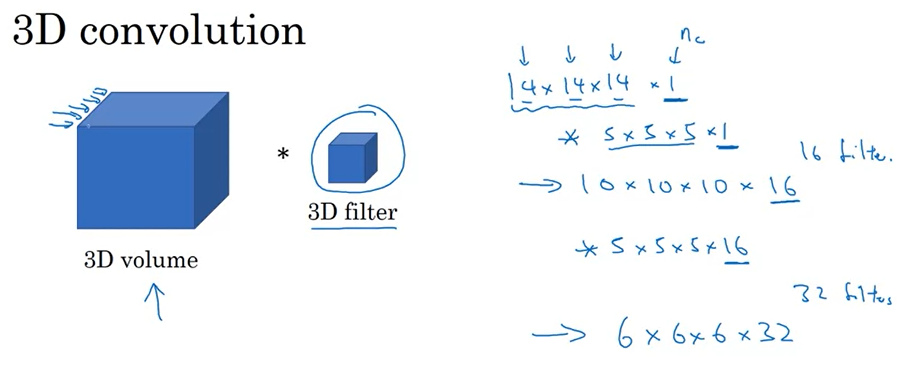 3D convolution
3D volume
*
3D filter
n_c
↓ ↓ ↓ ↓
14 × 14 × 14 × 1
* 5 × 5 × 5 × 1
16 filte.
→ 10 × 10 × 10 × 16
* 5 × 5 × 5 × 16
32 filters
→ 6 × 6 × 6 × 32